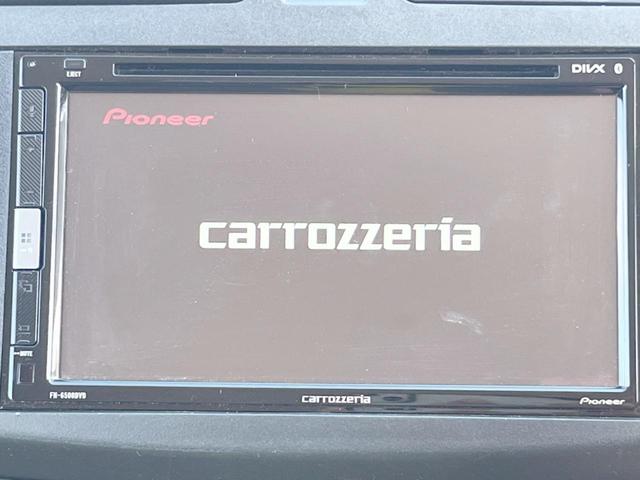 EJECT
DIVX
Pioneer
carrozzeria
MUTE
FH-6500DVD
carrozzeria
Pioneer